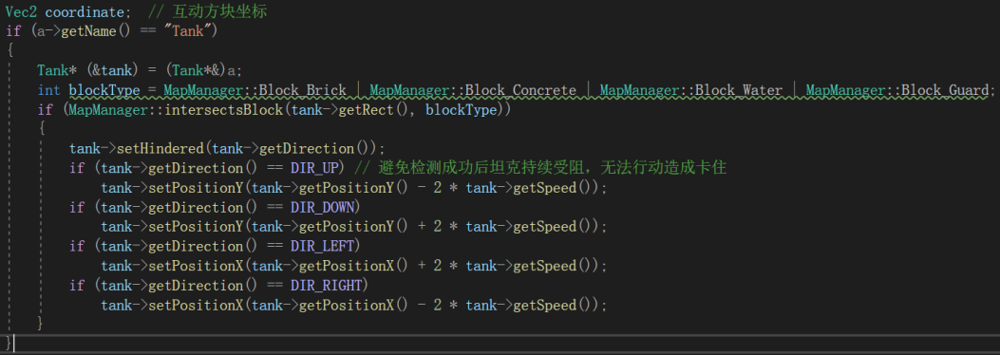 Vec2 coordinate;  // 互动方块坐标
if (a->getName() == "Tank")
{
    Tank* (&tank) = (Tank*&)a;
    int blockType = MapManager::Block_Brick | MapManager::Block_Concrete | MapManager::Block_Water | MapManager::Block_Guard;
    if (MapManager::intersectsBlock(tank->getRect(), blockType))
    {
        tank->setHindered(tank->getDirection());
        if (tank->getDirection() == DIR_UP) // 避免检测成功后坦克持续受阻，无法行动造成卡住
            tank->setPositionY(tank->getPositionY() - 2 * tank->getSpeed());
        if (tank->getDirection() == DIR_DOWN)
            tank->setPositionY(tank->getPositionY() + 2 * tank->getSpeed());
        if (tank->getDirection() == DIR_LEFT)
            tank->setPositionX(tank->getPositionX() + 2 * tank->getSpeed());
        if (tank->getDirection() == DIR_RIGHT)
            tank->setPositionX(tank->getPositionX() - 2 * tank->getSpeed());
    }
}